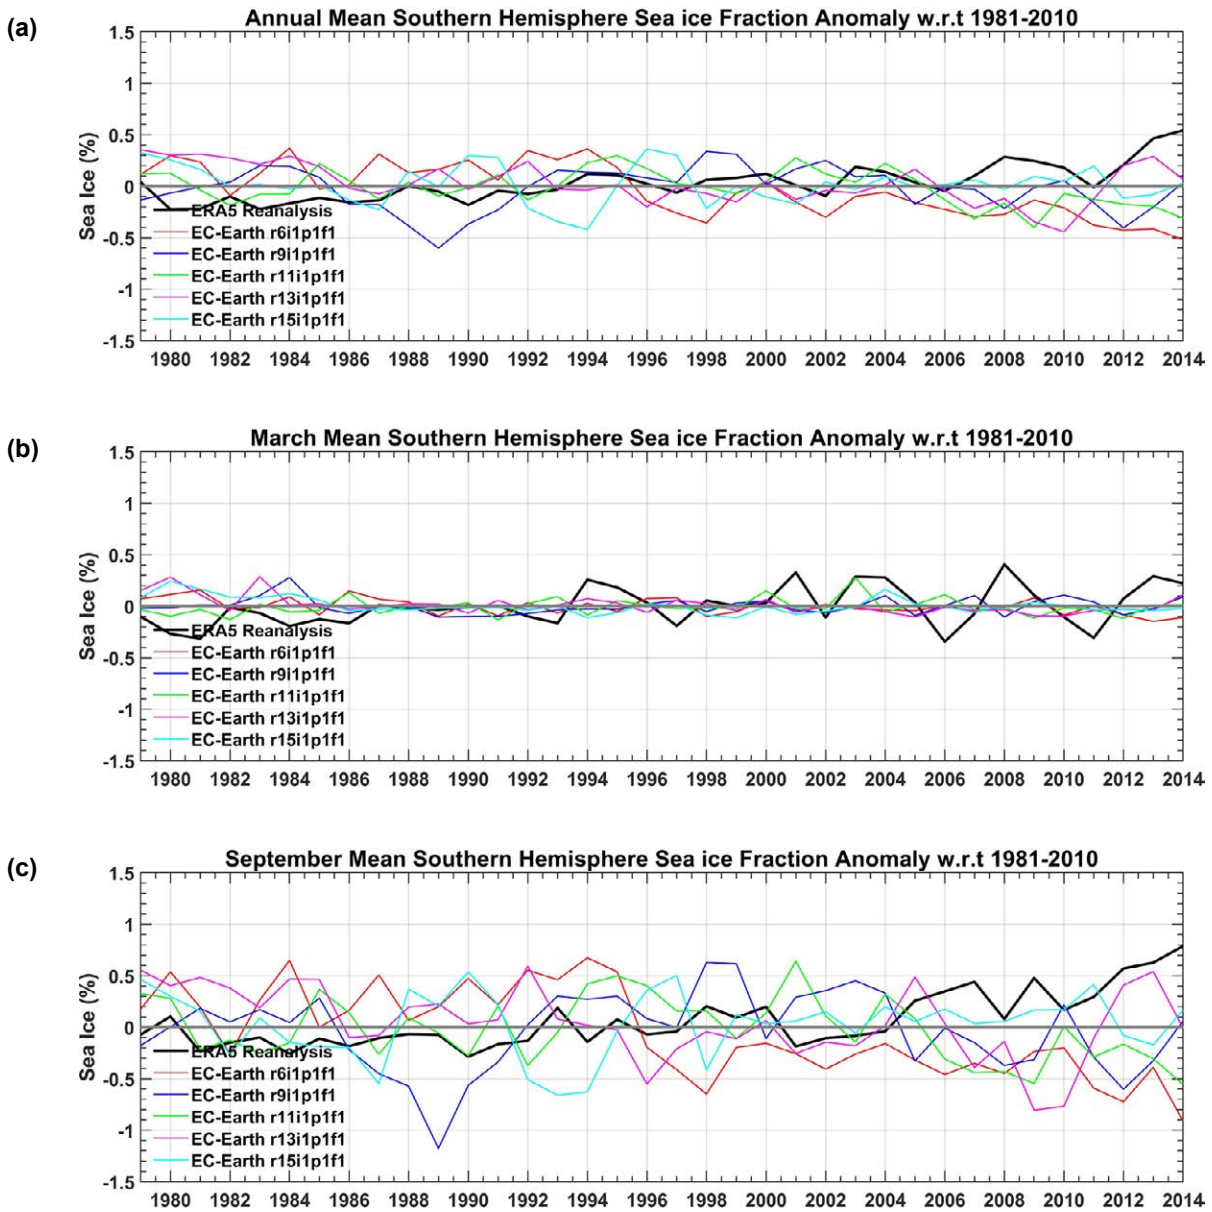 (a)
Annual Mean Southern Hemisphere Sea ice Fraction Anomaly w.r.t 1981-2010
1.5
1
0.5
0
-0.5
-1
-1.5
Sea Ice (%)
ERA5 Reanalysis
EC-Earth r6i1p1f1
EC-Earth r9i1p1f1
EC-Earth r11i1p1f1
EC-Earth r13i1p1f1
EC-Earth r15i1p1f1
1980 1982 1984 1986 1988 1990 1992 1994 1996 1998 2000 2002 2004 2006 2008 2010 2012 2014
(b)
March Mean Southern Hemisphere Sea ice Fraction Anomaly w.r.t 1981-2010
1.5
1
0.5
0
-0.5
-1
-1.5
Sea Ice (%)
ERA5 Reanalysis
EC-Earth r6i1p1f1
EC-Earth r9i1p1f1
EC-Earth r11i1p1f1
EC-Earth r13i1p1f1
EC-Earth r15i1p1f1
1980 1982 1984 1986 1988 1990 1992 1994 1996 1998 2000 2002 2004 2006 2008 2010 2012 2014
(c)
September Mean Southern Hemisphere Sea ice Fraction Anomaly w.r.t 1981-2010
1.5
1
0.5
0
-0.5
-1
-1.5
Sea Ice (%)
ERA5 Reanalysis
EC-Earth r6i1p1f1
EC-Earth r9i1p1f1
EC-Earth r11i1p1f1
EC-Earth r13i1p1f1
EC-Earth r15i1p1f1
1980 1982 1984 1986 1988 1990 1992 1994 1996 1998 2000 2002 2004 2006 2008 2010 2012 2014